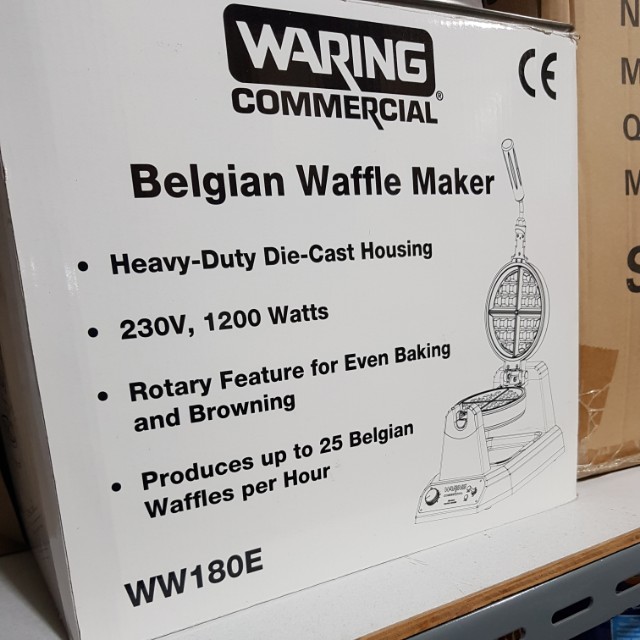 WARING
COMMERCIAL®
CE
Belgian Waffle Maker
• Heavy-Duty Die-Cast Housing
• 230V, 1200 Watts
• Rotary Feature for Even Baking
and Browning
• Produces up to 25 Belgian
Waffles per Hour
WW180E
WARING
N
M
Q
M
S